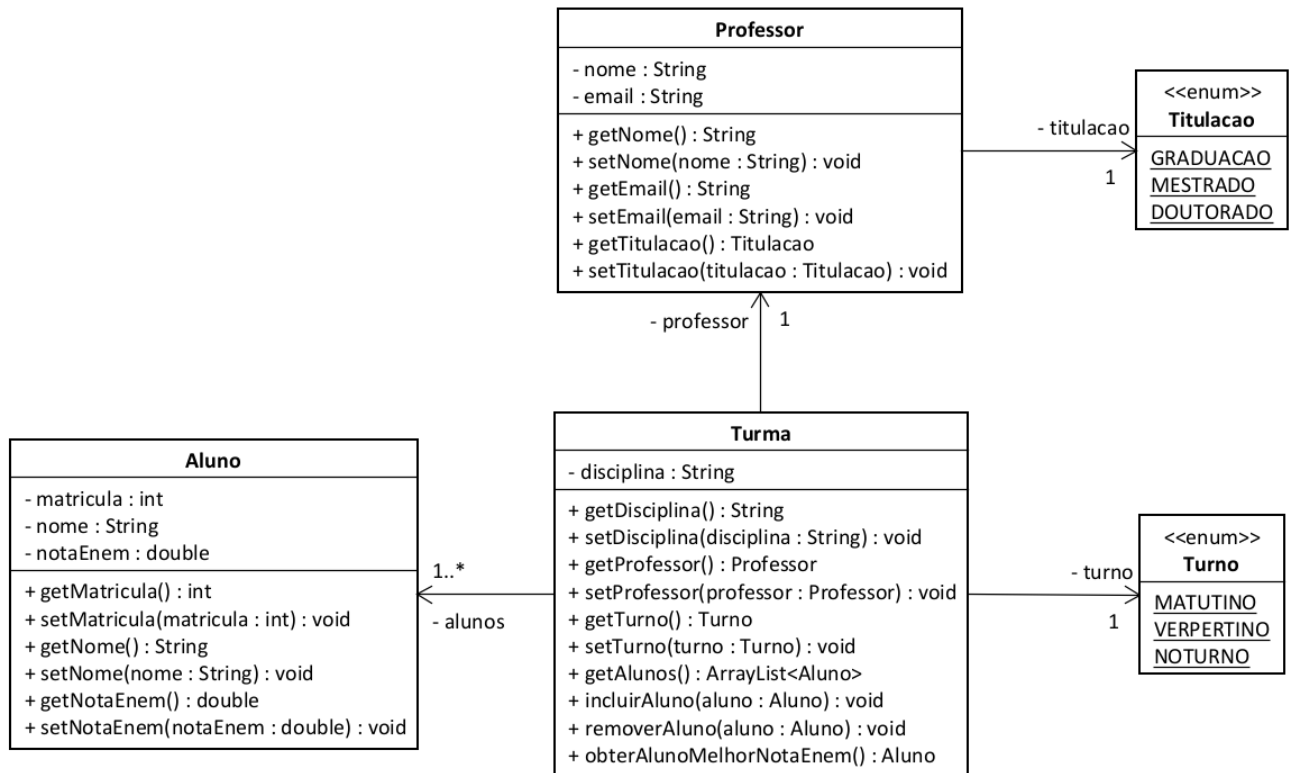 Professor
- nome : String
- email : String
+ getNome() : String
+ setNome(nome : String) : void
+ getEmail() : String
+ setEmail(email : String) : void
+ getTitulacao() : Titulacao
+ setTitulacao(titulacao : Titulacao) : void
- titulacao
1
<<enum>>
Titulacao
GRADUACAO
MESTRADO
DOUTORADO
- professor
1
Aluno
- matricula : int
- nome : String
- notaEnem : double
+ getMatricula() : int
+ setMatricula(matricula : int) : void
+ getNome() : String
+ setNome(nome : String) : void
+ getNotaEnem() : double
+ setNotaEnem(notaEnem : double) : void
1..*
- alunos
Turma
- disciplina : String
+ getDisciplina() : String
+ setDisciplina(disciplina : String) : void
+ getProfessor() : Professor
+ setProfessor(professor : Professor) : void
+ getTurno() : Turno
+ setTurno(turno : Turno) : void
+ getAlunos() : ArrayList<Aluno>
+ incluirAluno(aluno : Aluno) : void
+ removerAluno(aluno : Aluno) : void
+ obterAlunoMelhorNotaEnem() : Aluno
- turno
1
<<enum>>
Turno
MATUTINO
VERPERTINO
NOTURNO